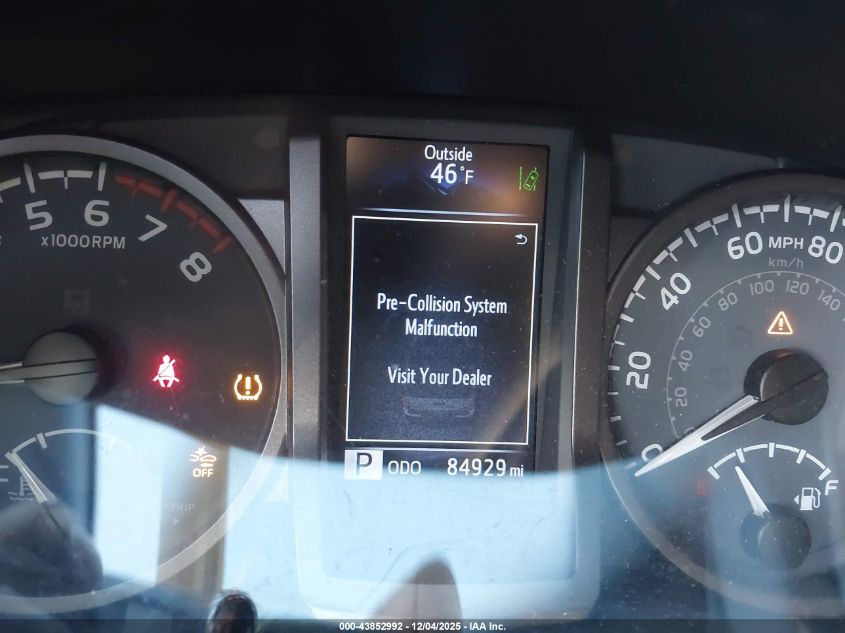 Outside
46°F
5 6 7 8
x1000RPM
Pre-Collision System
Malfunction
Visit Your Dealer
P ODO 84929 mi
OFF
TRIP
0 20 40 60 MPH 80
km/h
20 40 60 80 100 120 140
F
000-43852992 - 12/04/2025 - IAA Inc.